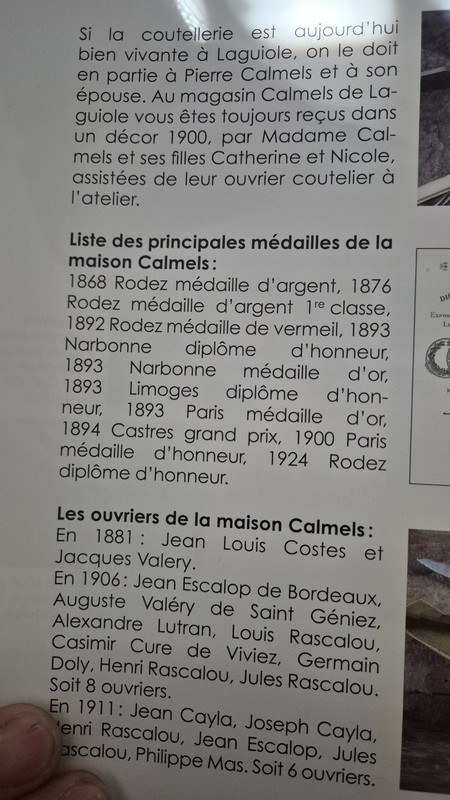 Si la coutellerie est aujourd'hui
bien vivante à Laguiole, on le doit
en partie à Pierre Calmels et à son
épouse. Au magasin Calmels de La-
guiole vous êtes toujours reçus dans
un décor 1900, par Madame Cal-
mels et ses filles Catherine et Nicole,
assistées de leur ouvrier coutelier à
l'atelier.
Liste des principales médailles de la
maison Calmels :
1868 Rodez médaille d'argent, 1876
Rodez médaille d'argent 1re classe,
1892 Rodez médaille de vermeil, 1893
Narbonne diplôme d'honneur,
1893 Narbonne médaille d'or,
1893 Limoges diplôme d'hon-
neur, 1893 Paris médaille d'or,
1894 Castres grand prix, 1900 Paris
médaille d'honneur, 1924 Rodez
diplôme d'honneur.
Les ouvriers de la maison Calmels :
En 1881 : Jean Louis Costes et
Jacques Valery.
En 1906 : Jean Escalop de Bordeaux,
Auguste Valéry de Saint Géniez,
Alexandre Lutran, Louis Rascalou,
Casimir Cure de Viviez, Germain
Doly, Henri Rascalou, Jules Rascalou.
Soit 8 ouvriers.
En 1911 : Jean Cayla, Joseph Cayla,
Henri Rascalou, Jean Escalop, Jules
Rascalou, Philippe Mas. Soit 6 ouvriers.